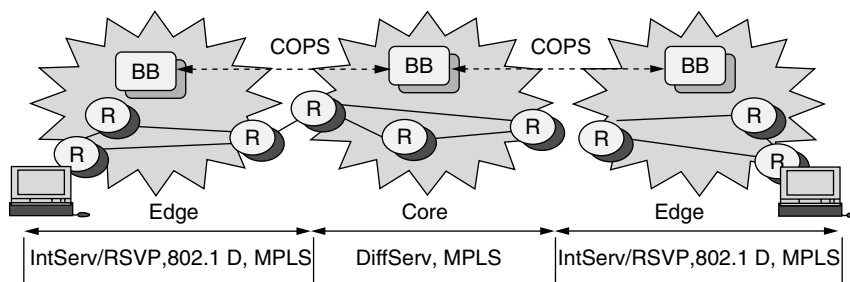 COPS COPS
BB BB BB
R R R R
R R R R
R R
Edge Core Edge
IntServ/RSVP,802.1 D, MPLS DiffServ, MPLS IntServ/RSVP,802.1 D, MPLS